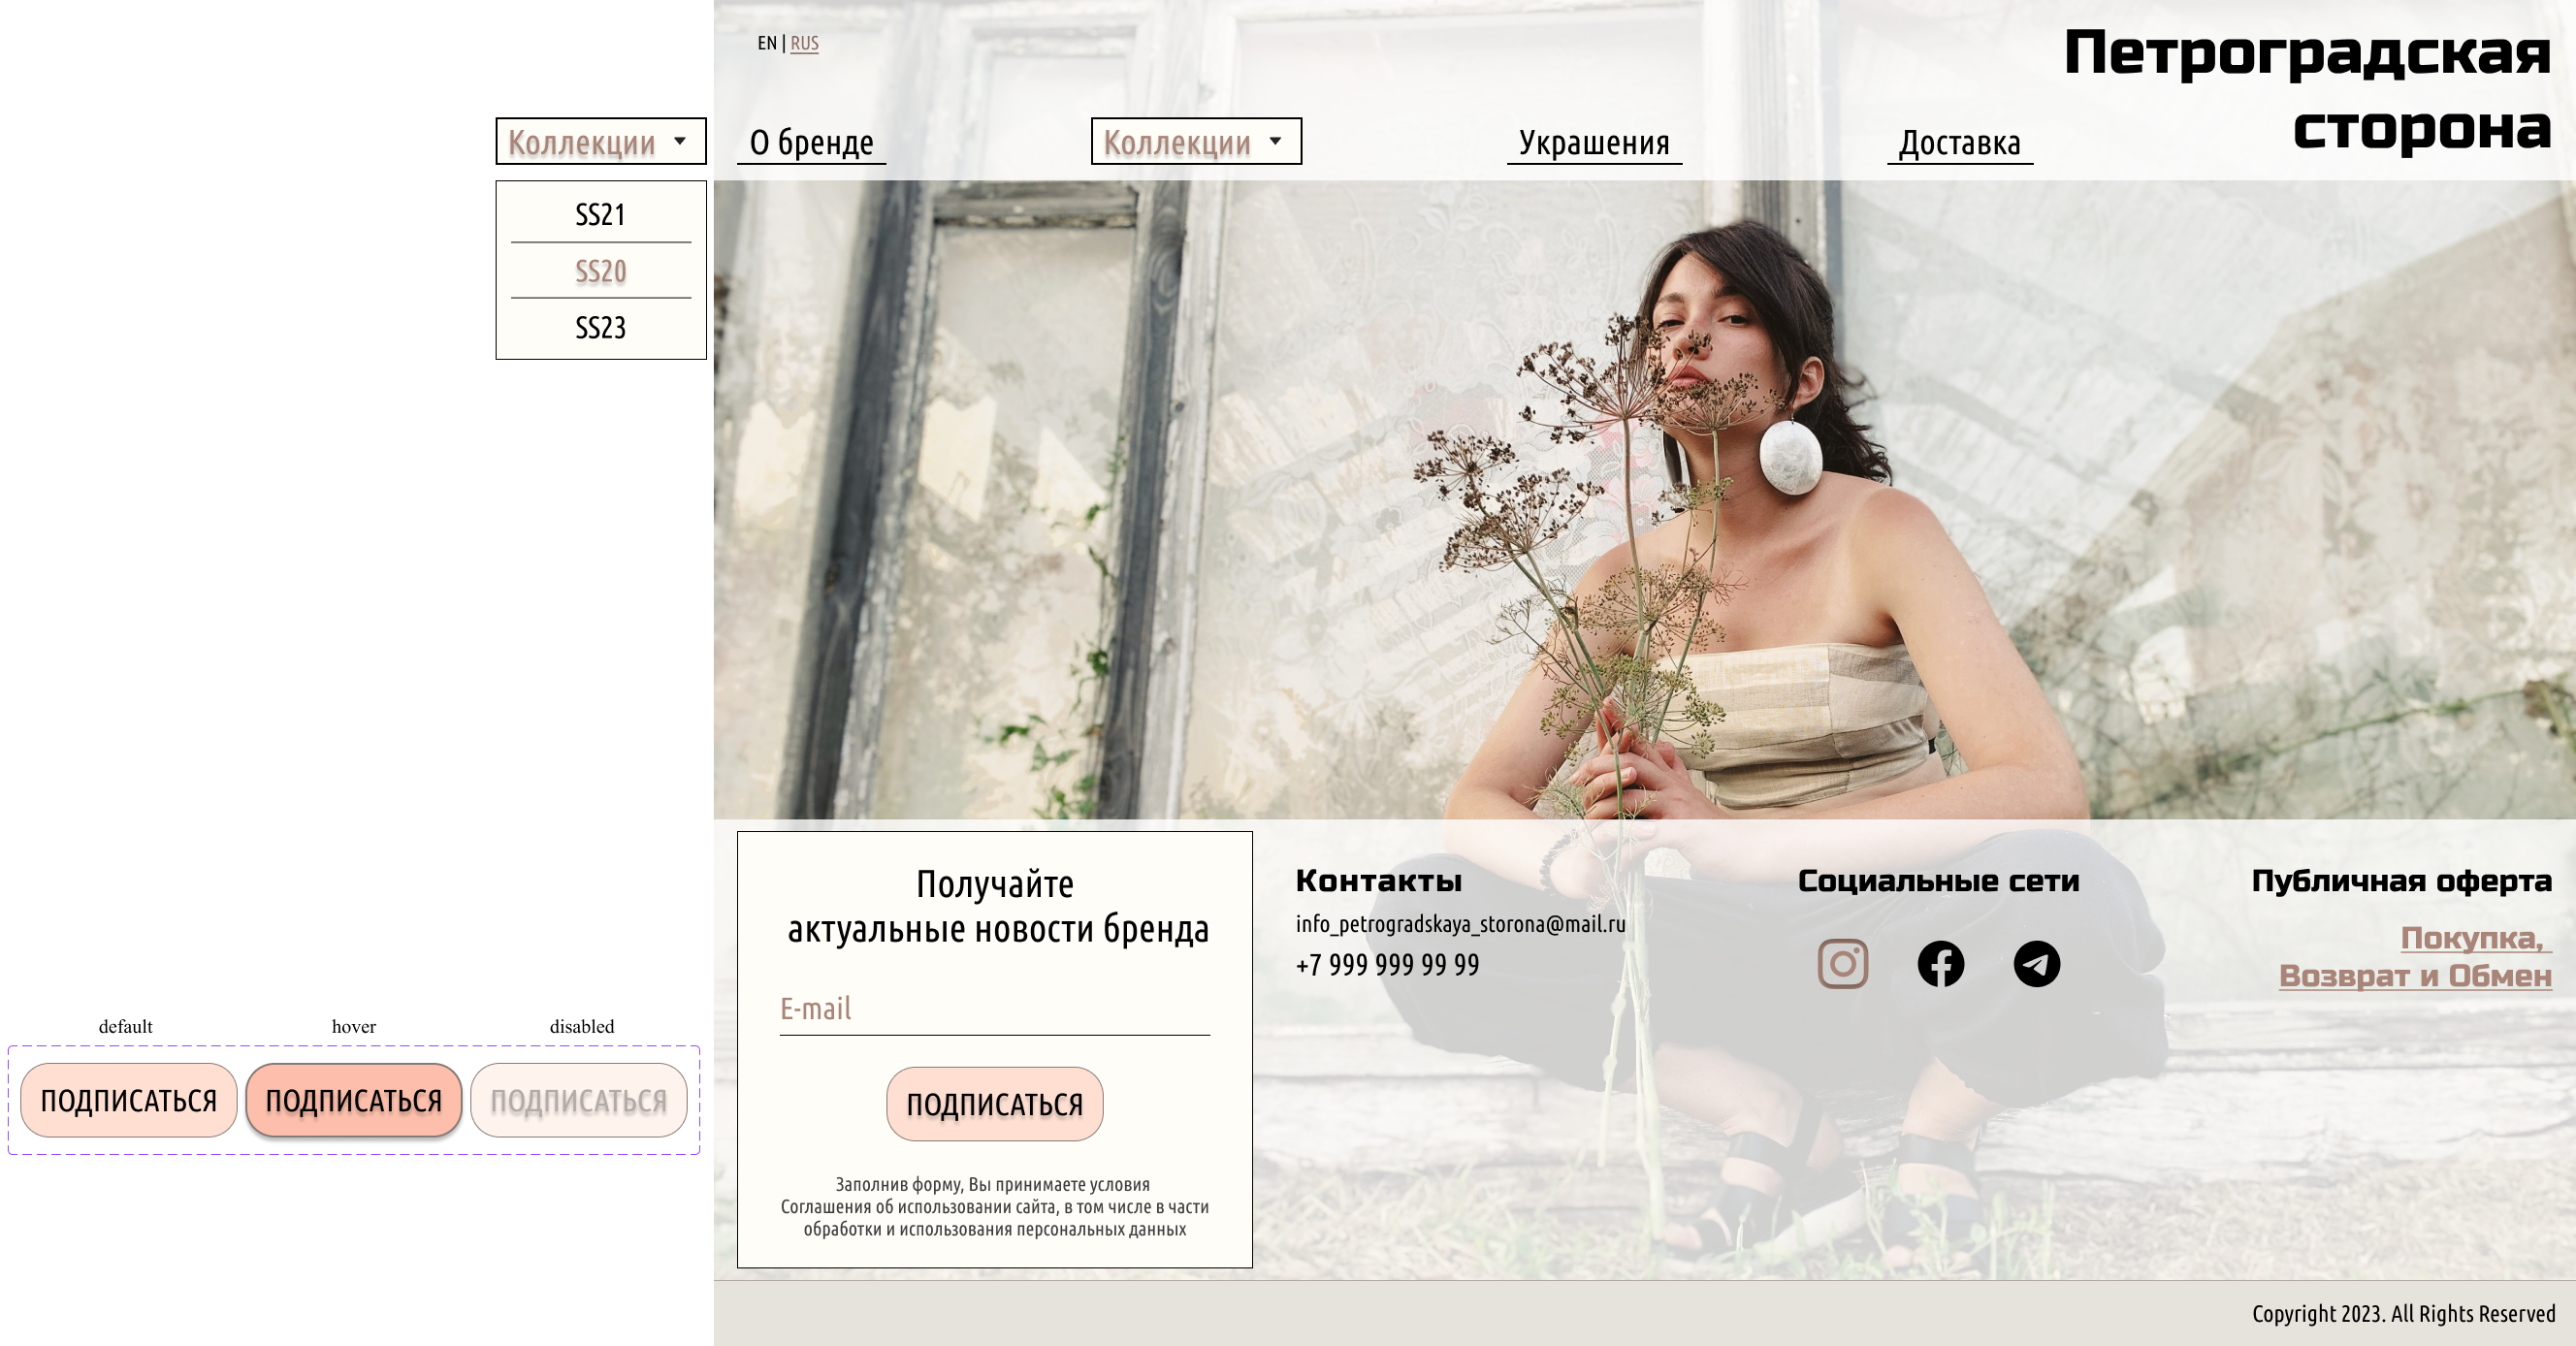 EN | RUS
Петроградская
сторона
Коллекции
О бренде
Коллекции
Украшения
Доставка
SS21
SS20
SS23
Получайте
актуальные новости бренда
E-mail
ПОДПИСАТЬСЯ
Заполнив форму, Вы принимаете условия
Соглашения об использовании сайта, в том числе в части
обработки и использования персональных данных
Контакты
info_petrogradskaya_storona@mail.ru
+7 999 999 99 99
Социальные сети
Публичная оферта
Покупка,
Возврат и Обмен
default
hover
disabled
ПОДПИСАТЬСЯ
ПОДПИСАТЬСЯ
ПОДПИСАТЬСЯ
Copyright 2023. All Rights Reserved